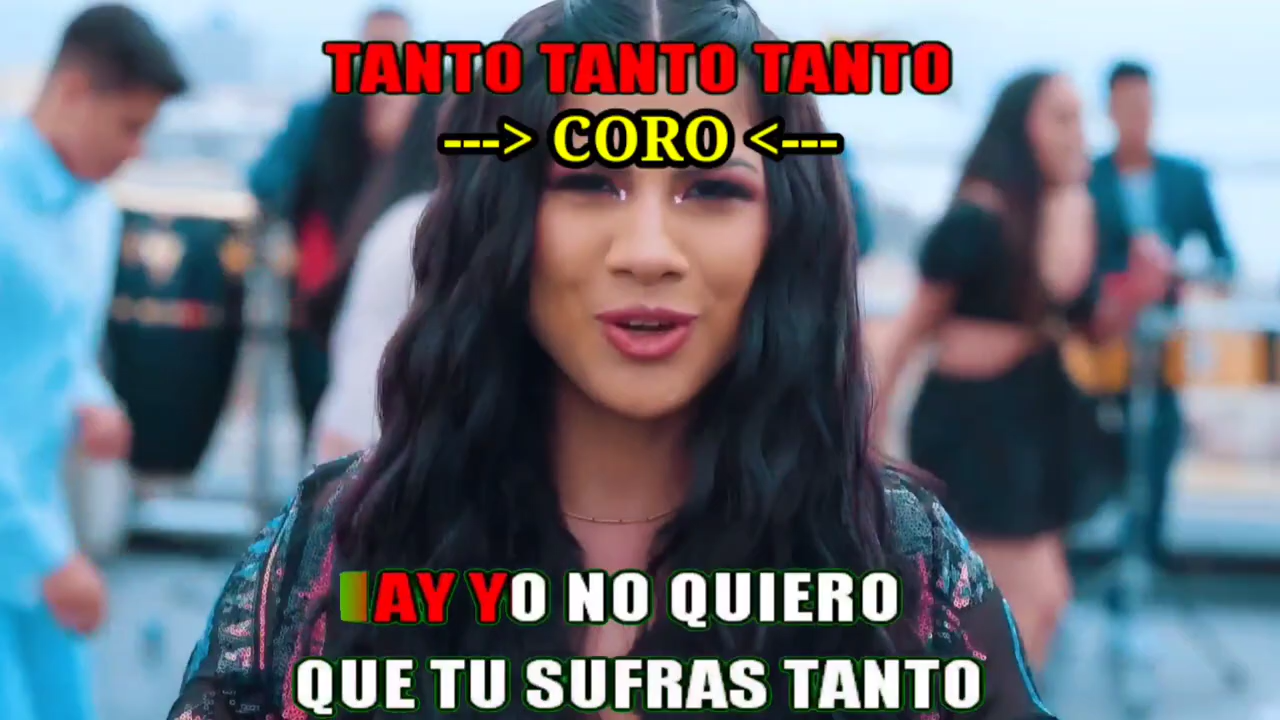 TANTO TANTO TANTO
---> CORO <---
AY YO NO QUIERO
QUE TU SUFRAS TANTO